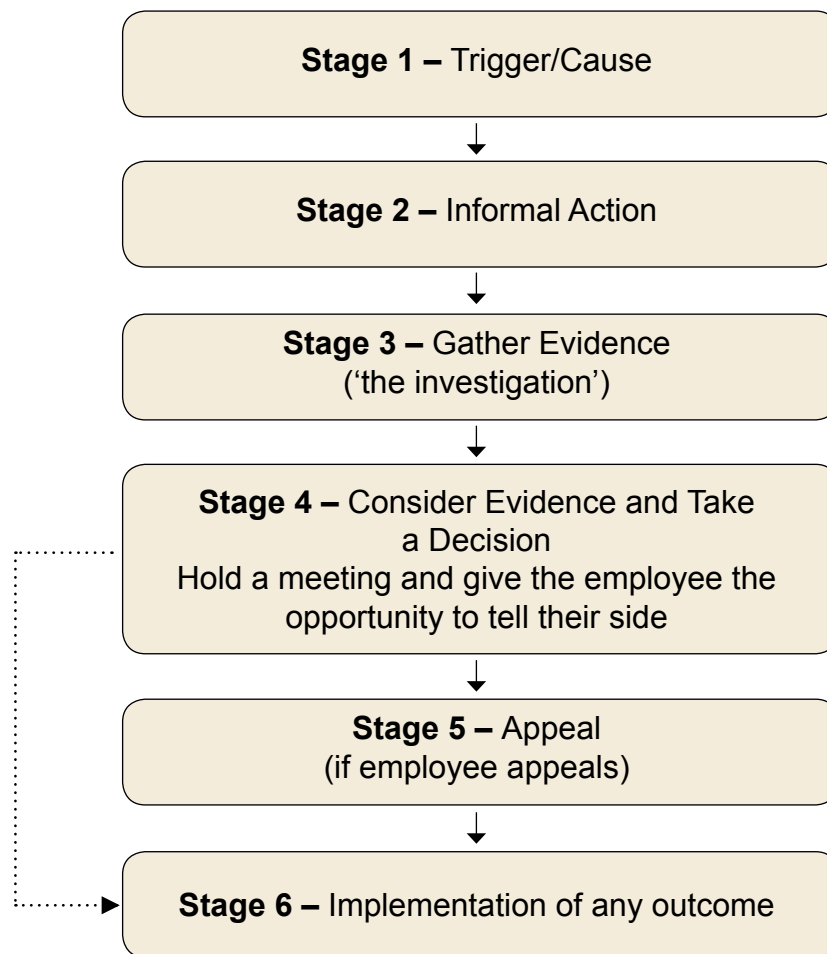 Stage 1 – Trigger/Cause
Stage 2 – Informal Action
Stage 3 – Gather Evidence
(‘the investigation’)
Stage 4 – Consider Evidence and Take
a Decision
Hold a meeting and give the employee the
opportunity to tell their side
Stage 5 – Appeal
(if employee appeals)
Stage 6 – Implementation of any outcome